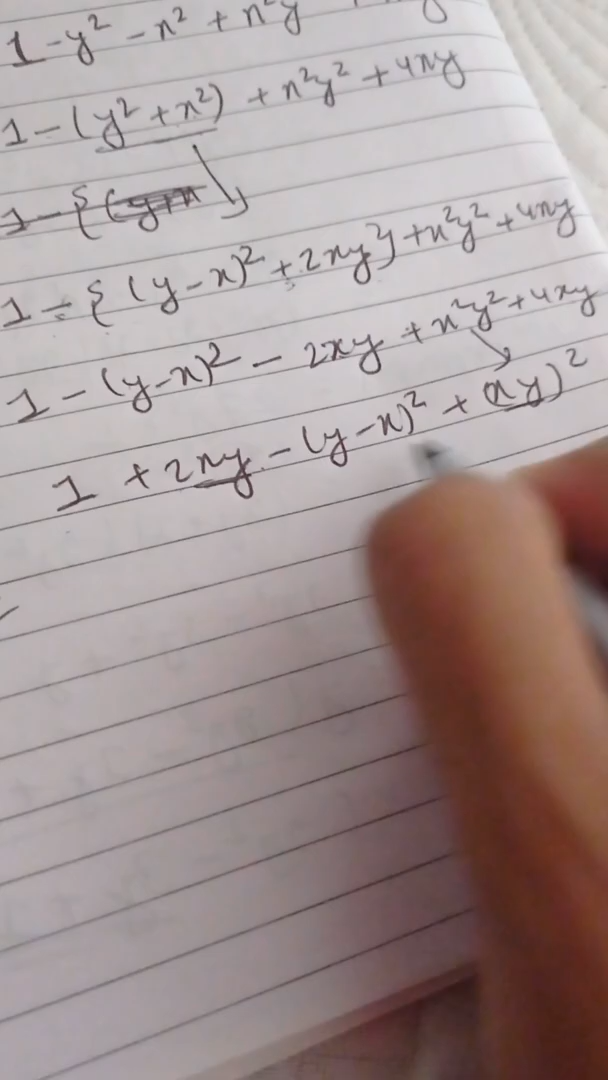 1 - y² - x² + x²y
1 - (y² + x²) + x²y² + 4xy
1 - {(y+x
1 - {(y - x)² + 2xy} + x²y² + 4xy
1 - (y-x)² - 2xy + x²y² + 4xy
1 + 2xy - (y-x)² + (xy)²